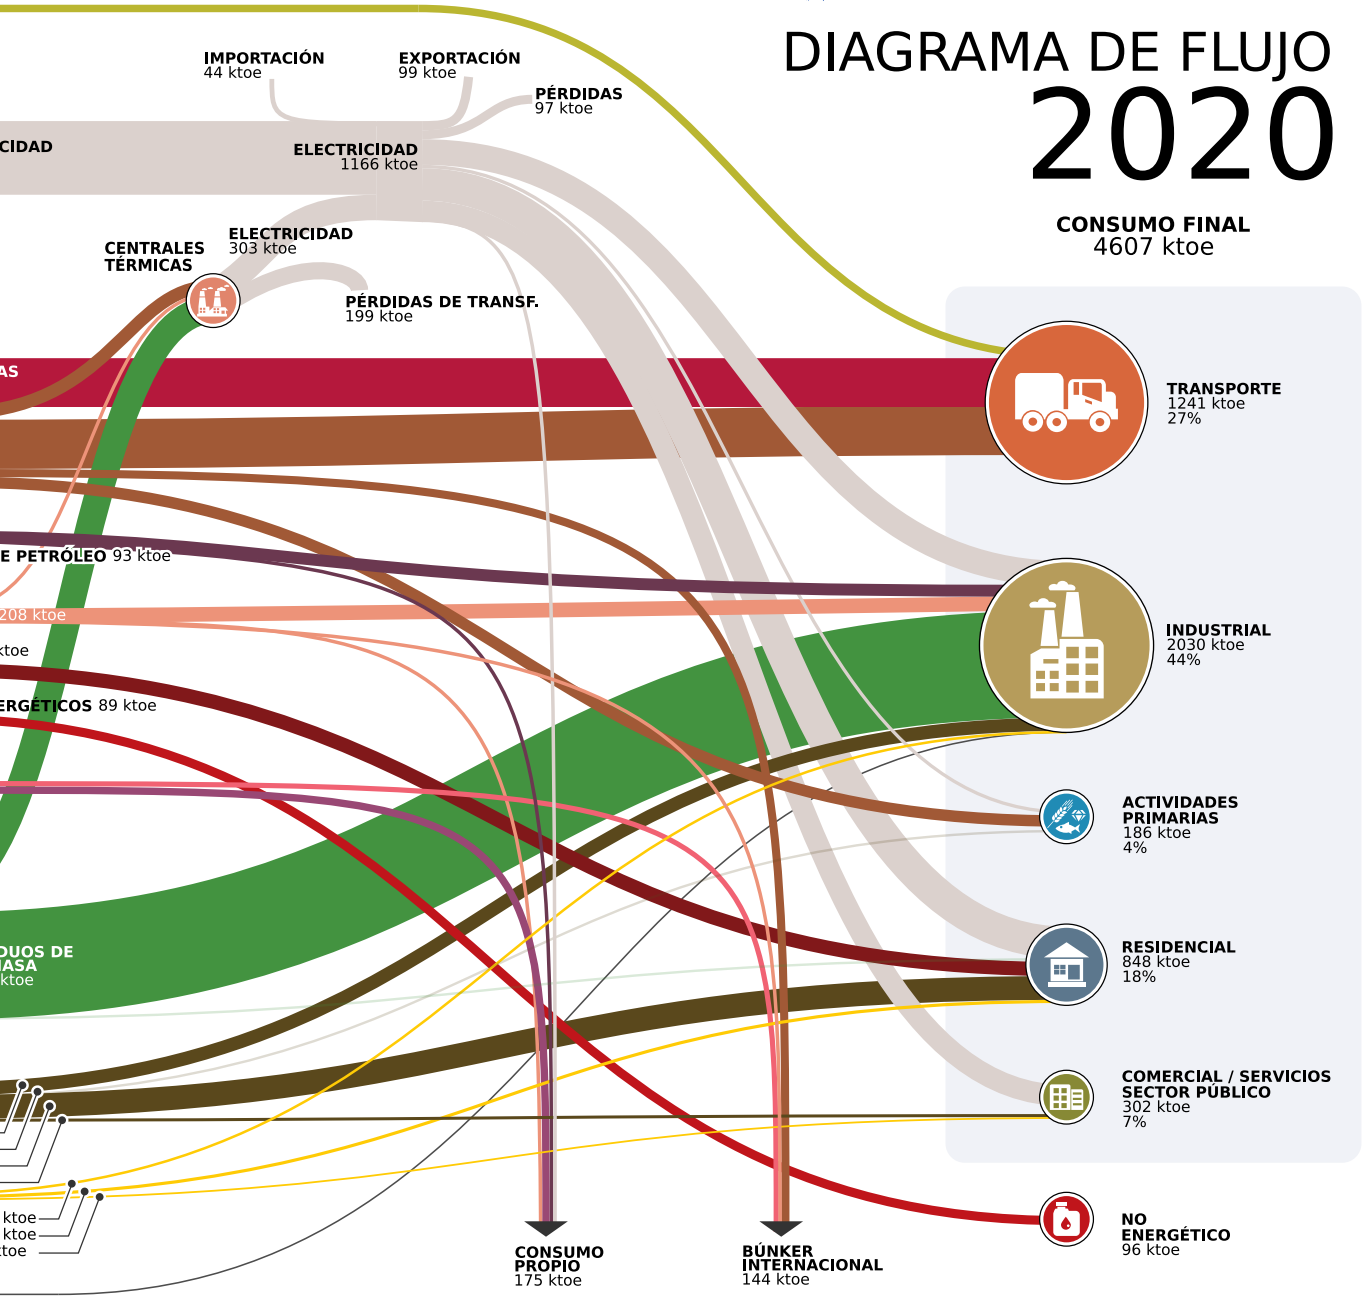 DIAGRAMA DE FLUJO
2020
CONSUMO FINAL
4607 ktoe
IMPORTACIÓN
44 ktoe
EXPORTACIÓN
99 ktoe
PÉRDIDAS
97 ktoe
CIDAD
ELECTRICIDAD
1166 ktoe
ELECTRICIDAD
303 ktoe
CENTRALES
TÉRMICAS
PÉRDIDAS DE TRANSF.
199 ktoe
AS
TRANSPORTE
1241 ktoe
27%
E PETRÓLEO 93 ktoe
208 ktoe
ktoe
ERGÉTICOS 89 ktoe
INDUSTRIAL
2030 ktoe
44%
ACTIVIDADES
PRIMARIAS
186 ktoe
4%
DUOS DE
ASA
ktoe
RESIDENCIAL
848 ktoe
18%
COMERCIAL / SERVICIOS
SECTOR PÚBLICO
302 ktoe
7%
ktoe
ktoe
toe
NO
ENERGÉTICO
96 ktoe
CONSUMO
PROPIO
175 ktoe
BÚNKER
INTERNACIONAL
144 ktoe